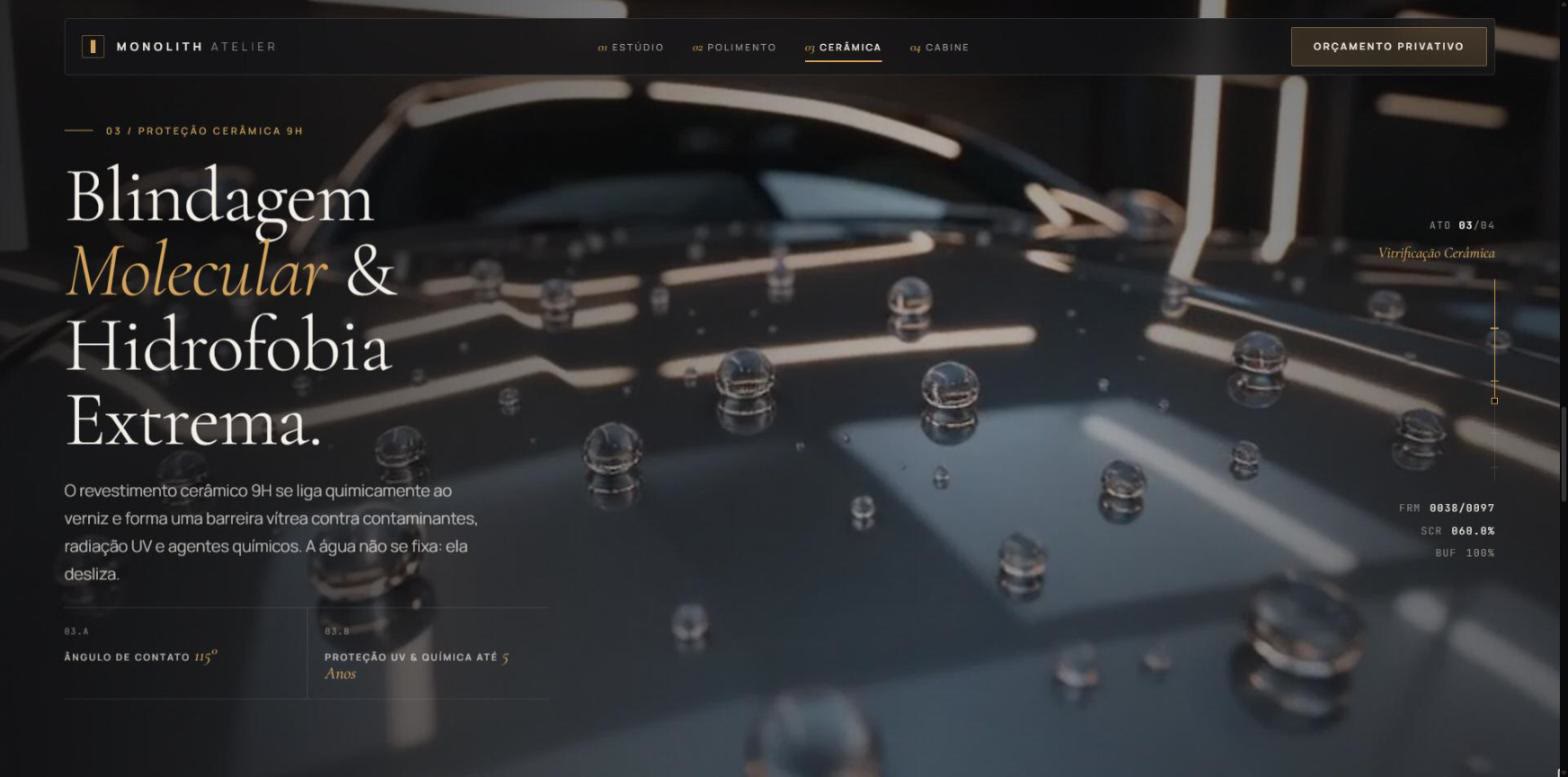 MONOLITH ATELIER
01 ESTÚDIO
02 POLIMENTO
03 CERÂMICA
04 CABINE
ORÇAMENTO PRIVATIVO
03 / PROTEÇÃO CERÂMICA 9H
Blindagem
Molecular &
Hidrofobia
Extrema.
O revestimento cerâmico 9H se liga quimicamente ao
verniz e forma uma barreira vítrea contra contaminantes,
radiação UV e agentes químicos. A água não se fixa: ela
desliza.
03.A
ÂNGULO DE CONTATO 115°
03.B
PROTEÇÃO UV & QUÍMICA ATÉ 5
Anos
ATO 03/04
Vitrificação Cerâmica
FRM 0038/0097
SCR 060.0%
BUF 100%